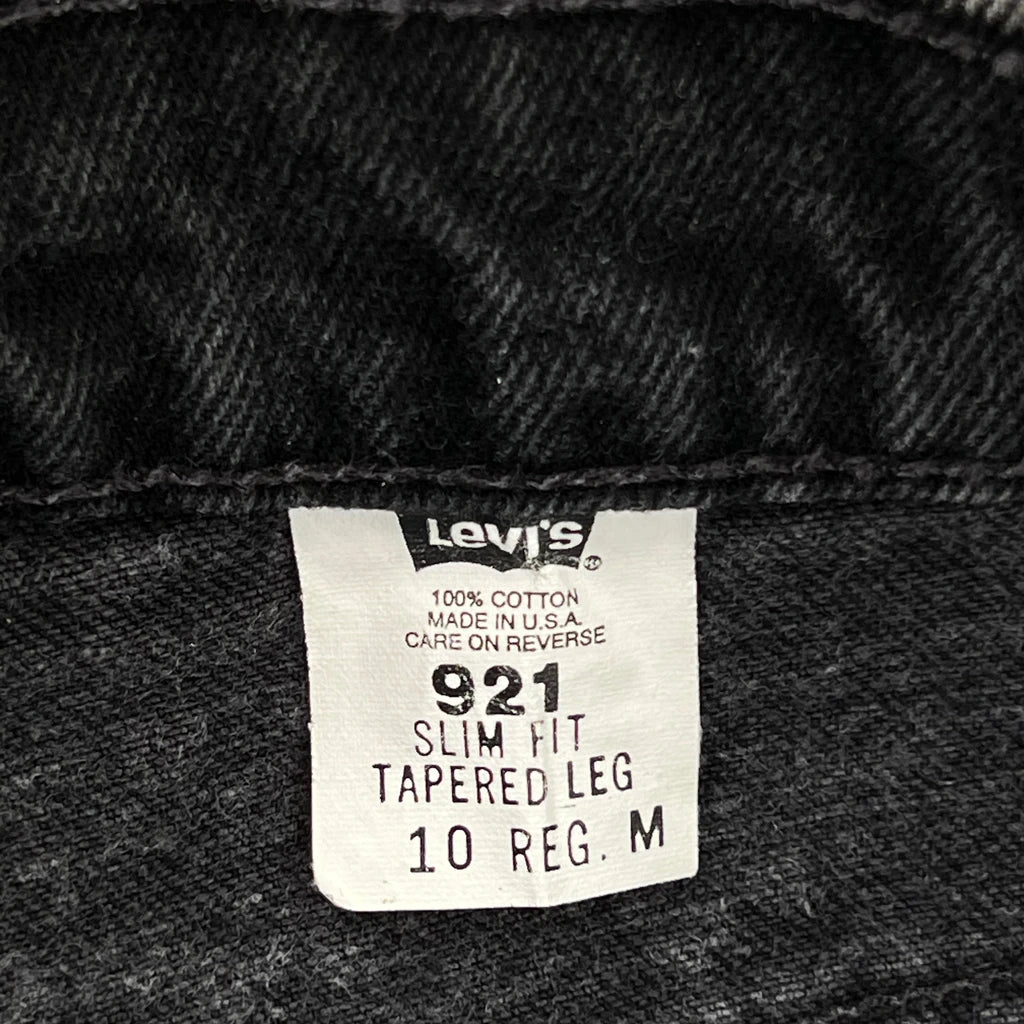 Levi's®
100% COTTON
MADE IN U.S.A.
CARE ON REVERSE
921
SLIM FIT
TAPERED LEG
10 REG. M